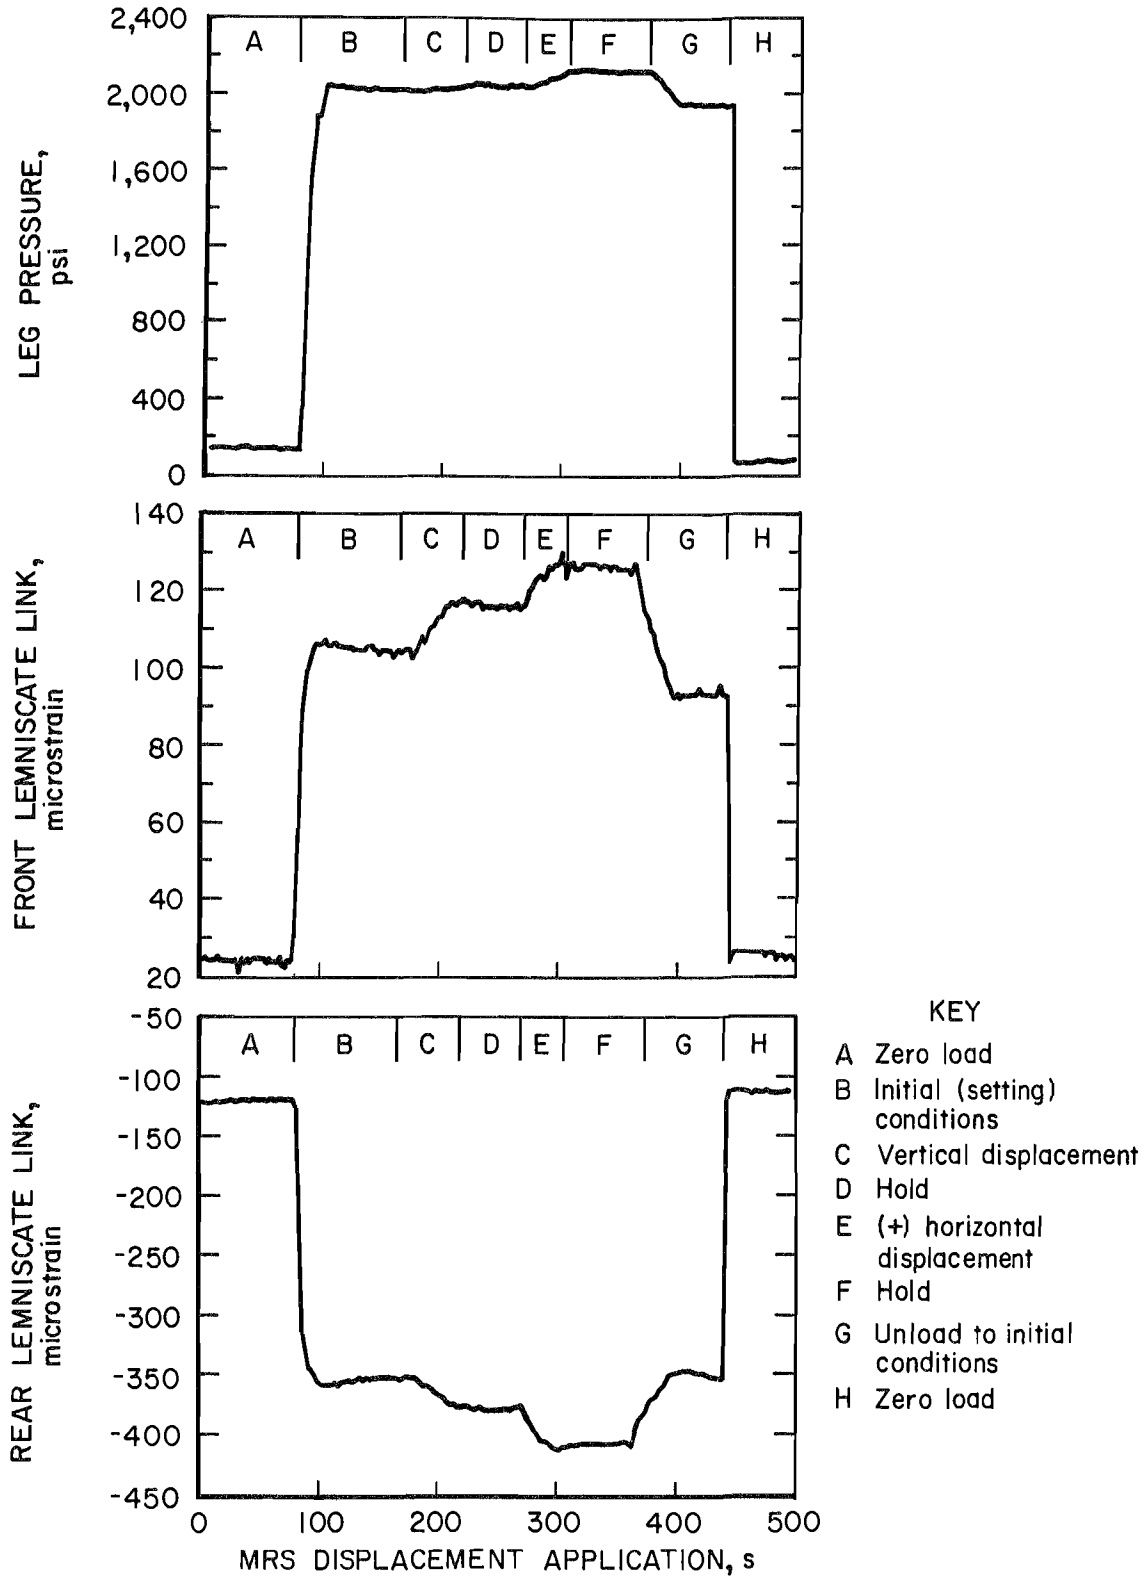 2,400
2,000
1,600
1,200
800
400
0
LEG PRESSURE,
psi
A B C D E F G H
140
120
100
80
60
40
20
FRONT LEMNISCATE LINK,
microstrain
A B C D E F G H
-50
-100
-150
-200
-250
-300
-350
-400
-450
REAR LEMNISCATE LINK,
microstrain
A B C D E F G H
0 100 200 300 400 500
MRS DISPLACEMENT APPLICATION, s
KEY
A Zero load
B Initial (setting)
conditions
C Vertical displacement
D Hold
E (+) horizontal
displacement
F Hold
G Unload to initial
conditions
H Zero load